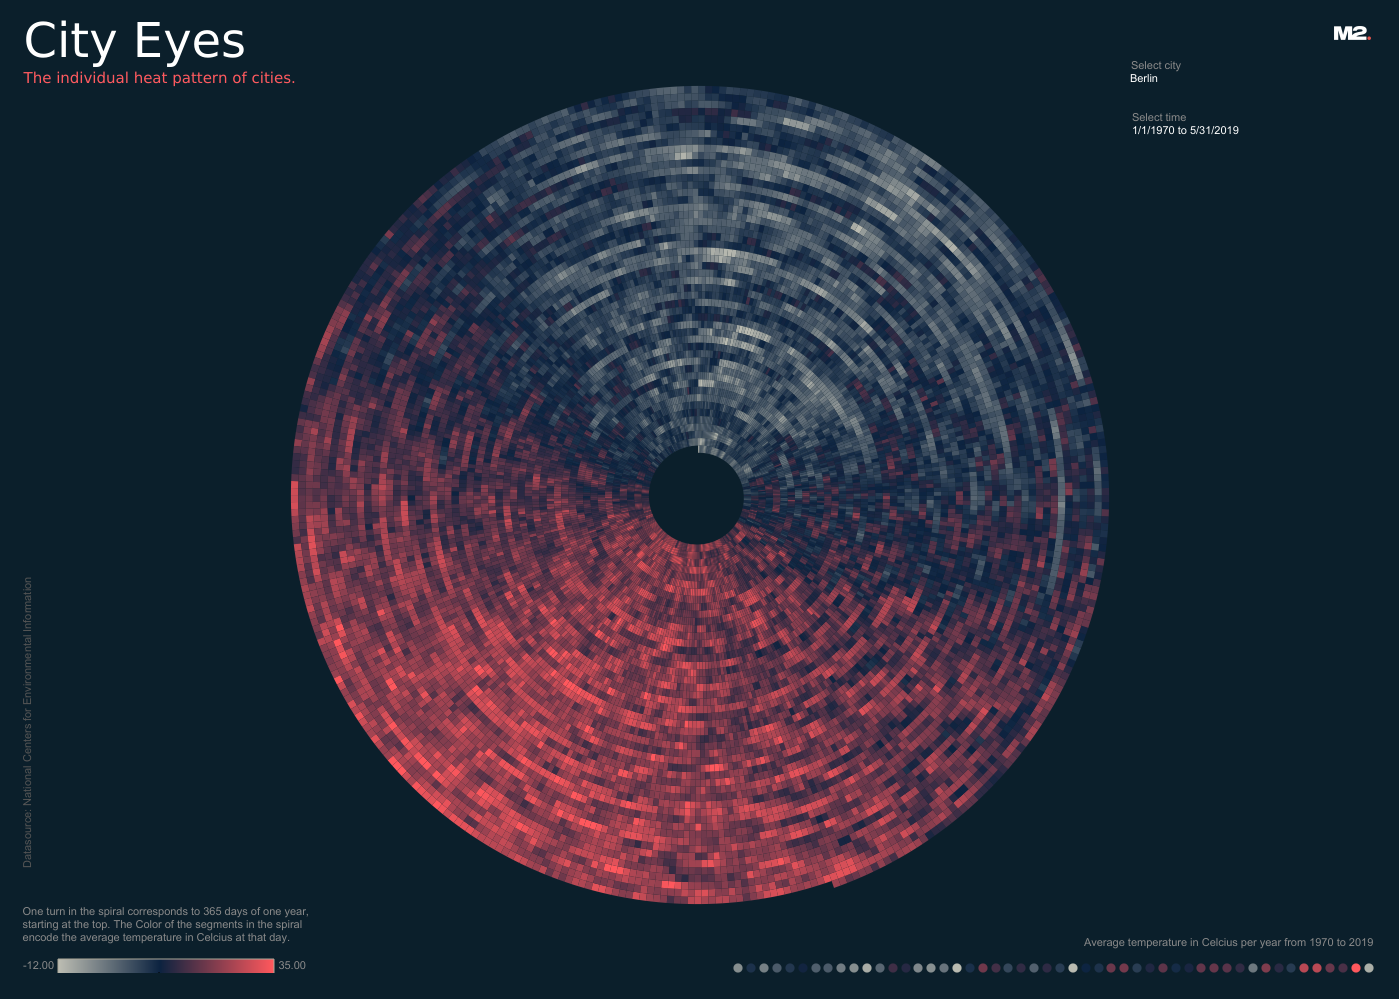 City Eyes
The individual heat pattern of cities.
M2.
Select city
Berlin
Select time
1/1/1970 to 5/31/2019
Datasource: National Centers for Environmental Information
One turn in the spiral corresponds to 365 days of one year,
starting at the top. The Color of the segments in the spiral
encode the average temperature in Celcius at that day.
-12.00 35.00
Average temperature in Celcius per year from 1970 to 2019